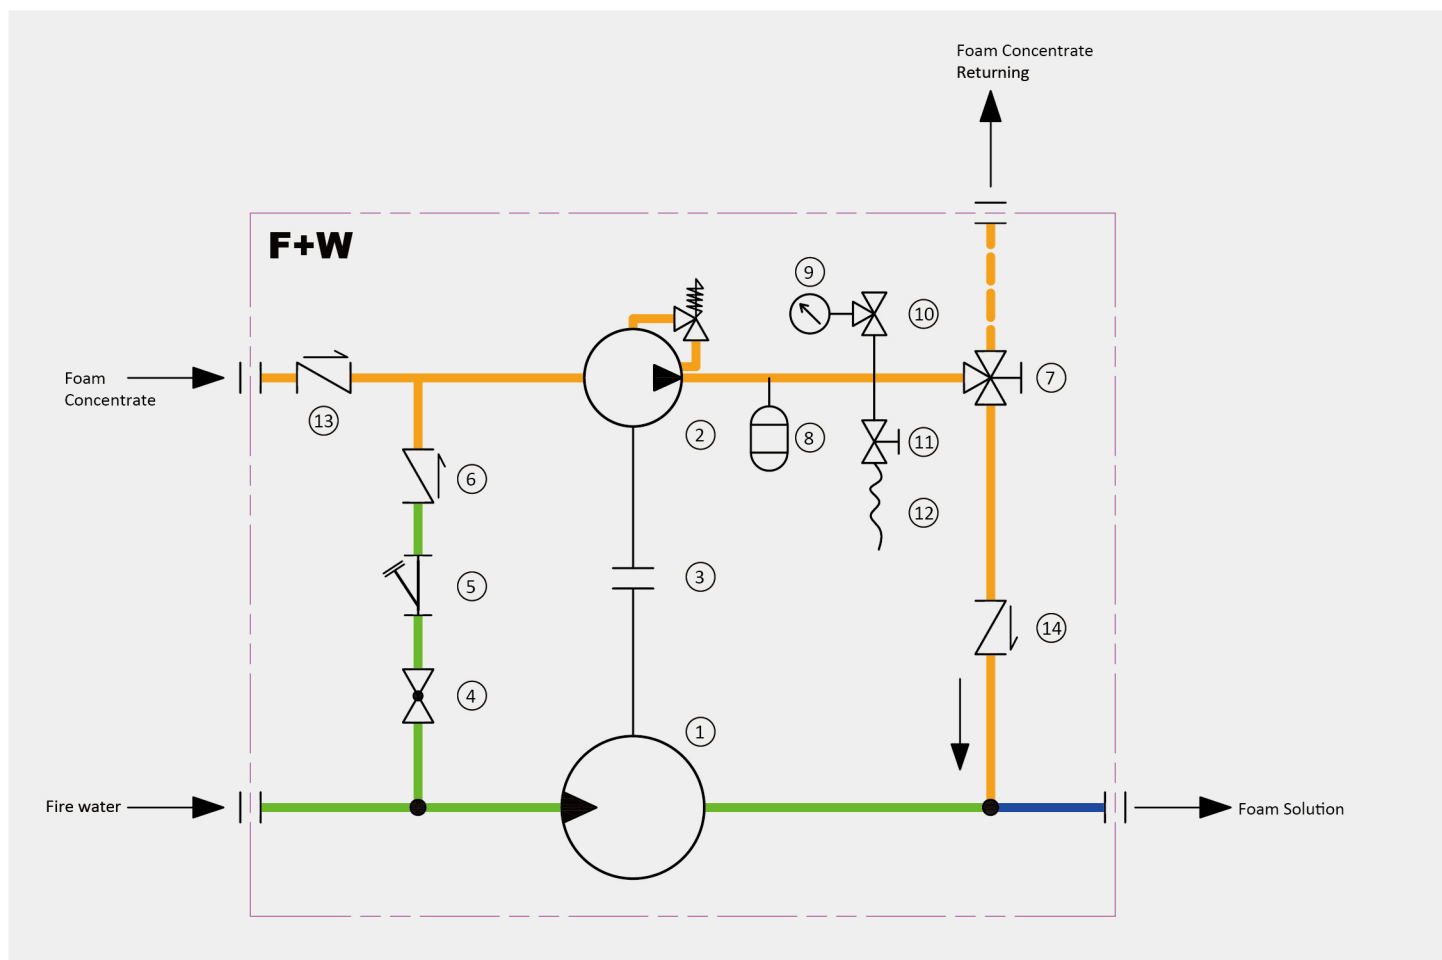 Foam Concentrate
Returning
F+W
9
10
Foam
Concentrate
7
13
2
8
11
6
12
3
5
14
4
1
Fire water
Foam Solution